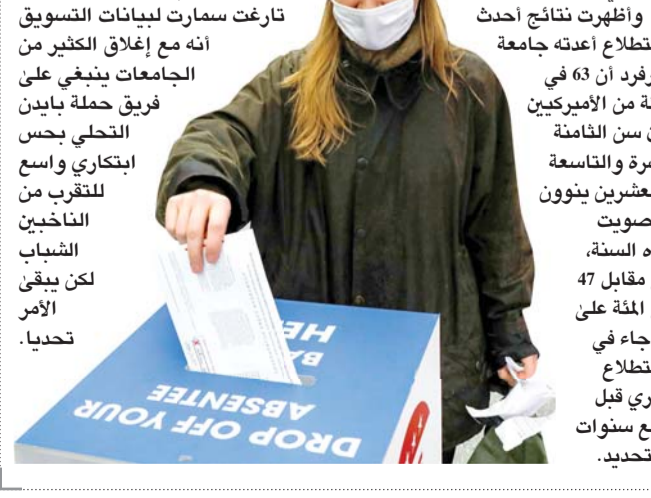 وأظهرت نتائج أحدث
تطلاع أعدته جامعة
رفرد أن 63 في
ة من الأميركيين
ن سن الثامنة
رة والتاسعة
عشرين ينوون
صويت
ه السنة،
مقابل 47
المئة على
جاء في
تطلاع
ري قبل
ع سنوات
تحديد.
تارغت سمارت لبيانات التسويق
أنه مع إغلاق الكثير من
الجامعات ينبغي على
فريق حملة بايدن
التحلي بحس
ابتكاري واسع
للتقرب من
الناخبين
الشباب
لكن يبقى
الأمر
تحديا.
DROP OFF YOUR
ABSENTEE
BA
HE